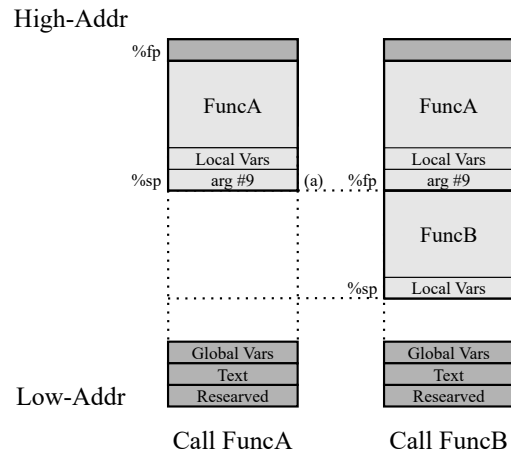 High-Addr
%fp
FuncA
FuncA
Local Vars
Local Vars
%sp
arg #9
(a)
%fp
arg #9
FuncB
%sp
Local Vars
Global Vars
Global Vars
Text
Text
Low-Addr
Researved
Researved
Call FuncA
Call FuncB